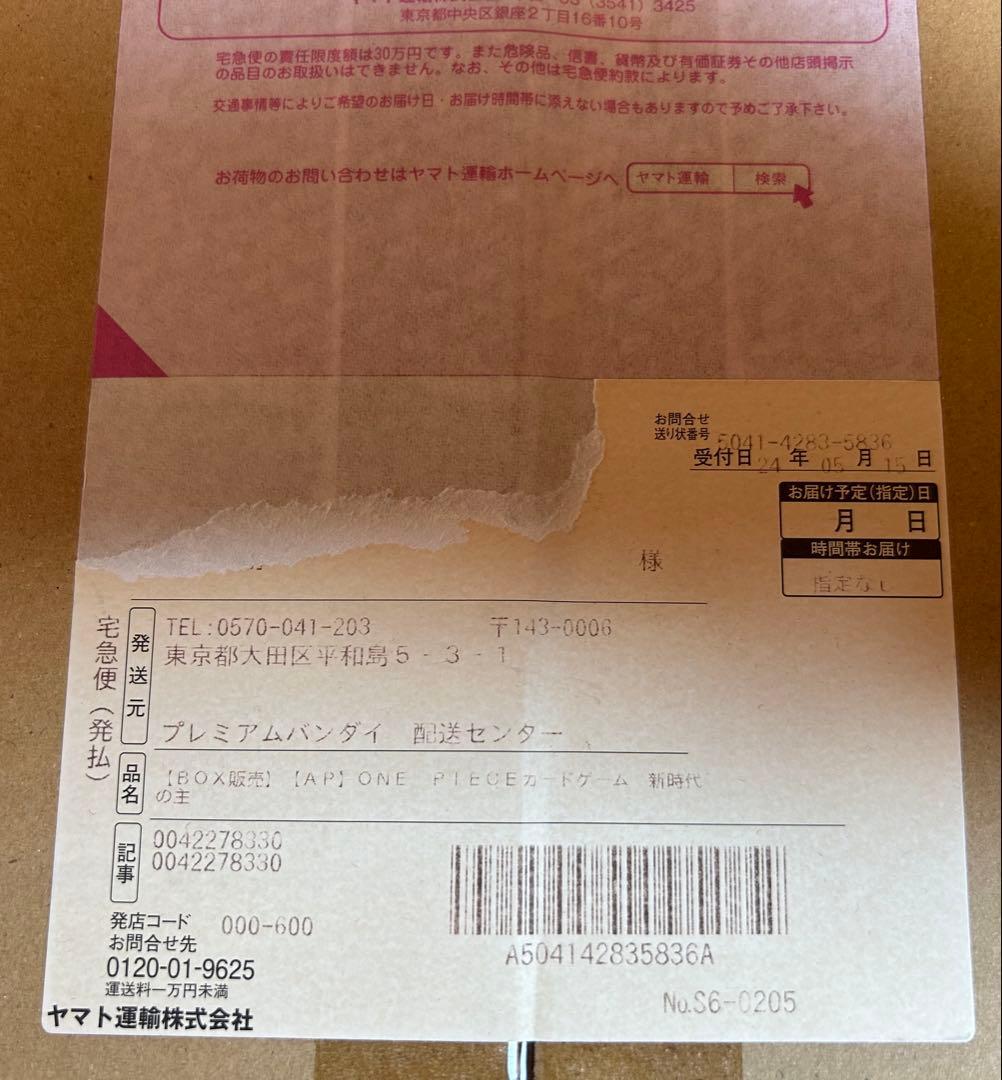 03（3541）3425
東京都中央区銀座2丁目16番10号
宅急便の責任限度額は30万円です。また危険品、信書、貨幣及び有価証券その他店頭掲示
の品目のお取扱いはできません。なお、その他は宅急便約款によります。
交通事情等によりご希望のお届け日・お届け時間帯に添えない場合もありますので予めご了承下さい。
お荷物のお問い合わせはヤマト運輸ホームページへ ヤマト運輸 検索
お問合せ
送り状番号 5041-4283-5836
受付日 24 年 05 月 15 日
お届け予定(指定)日
月 日
時間帯お届け
指定なし
様
宅急便（発払）
発送元
TEL:0570-041-203 〒143-0006
東京都大田区平和島5-3-1
プレミアムバンダイ 配送センター
品名
【BOX販売】【AP】ONE PIECEカードゲーム 新時代
の主
記事
0042278330
0042278330
発店コード 000-600
お問合せ先
0120-01-9625
運送料一万円未満
ヤマト運輸株式会社
A504142835836A
No.S6-0205